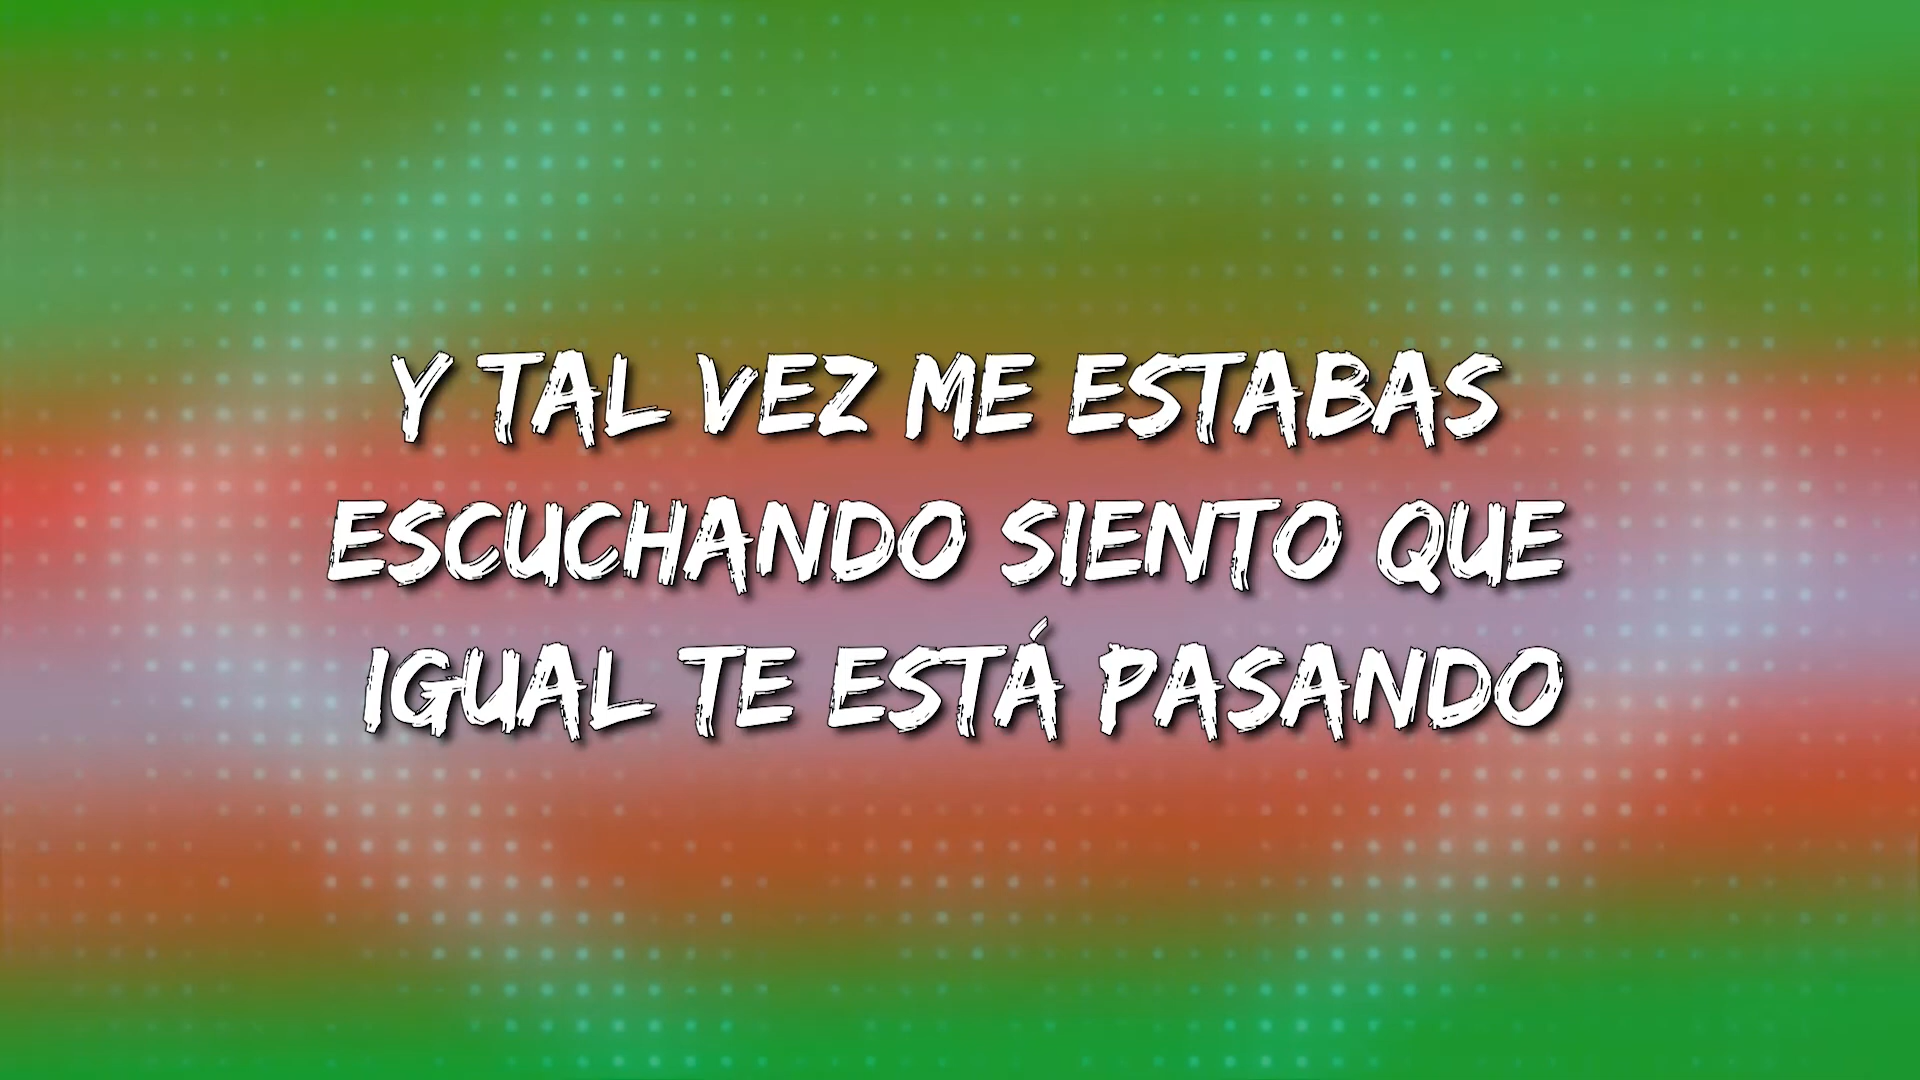 Y TAL VEZ ME ESTABAS
ESCUCHANDO SIENTO QUE
IGUAL TE ESTÁ PASANDO